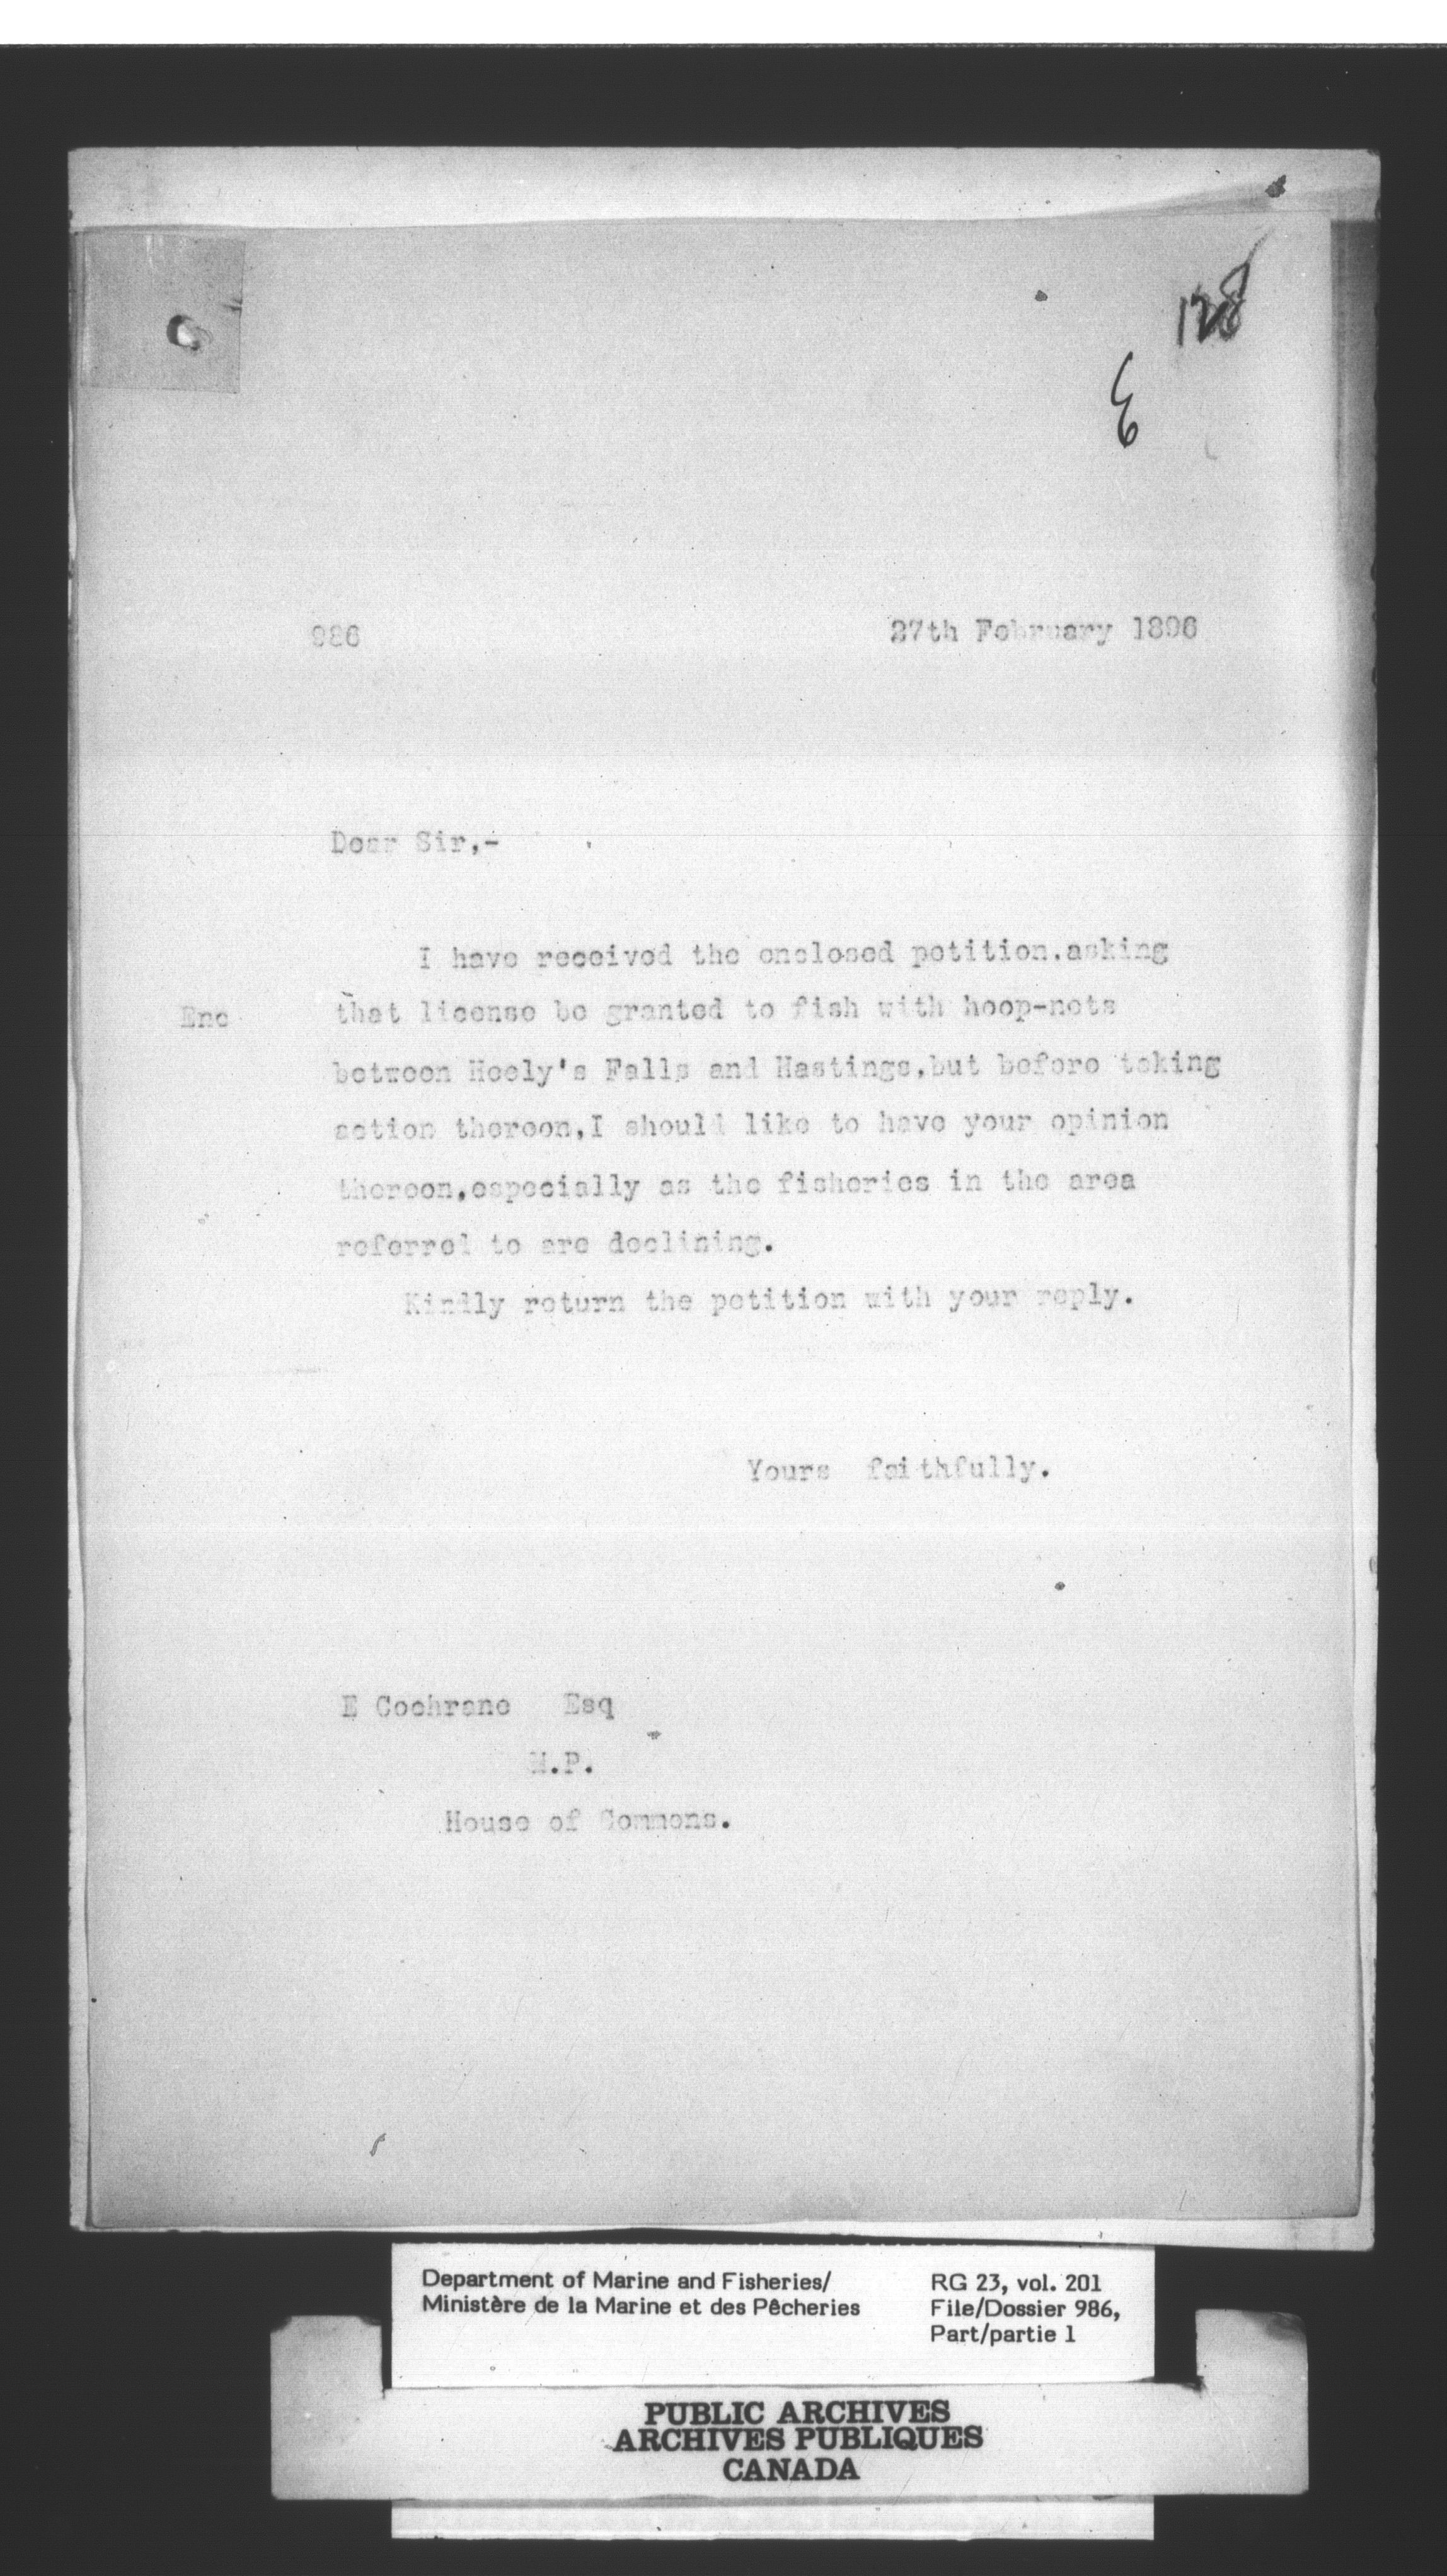 128
986
27th February 1896
Dear Sir,-
I have received the enclosed petition.asking
Enc
that license be granted to fish with hoop-nets
between Heely's Falls and Hastings,but before taking
action thereon,I should like to have your opinion
thereon,especially as the fisheries in the area
referred to are declining.
Kindly return the petition with your reply.
Yours faithfully.
E Cochrane Esq
M.P.
House of Commons.
Department of Marine and Fisheries/
Ministère de la Marine et des Pêcheries
RG 23, vol. 201
File/Dossier 986,
Part/partie 1
PUBLIC ARCHIVES
ARCHIVES PUBLIQUES
CANADA